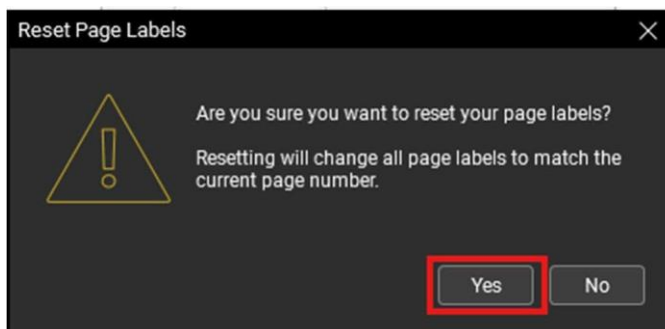 Reset Page Labels
Are you sure you want to reset your page labels?
Resetting will change all page labels to match the
current page number.
Yes
No